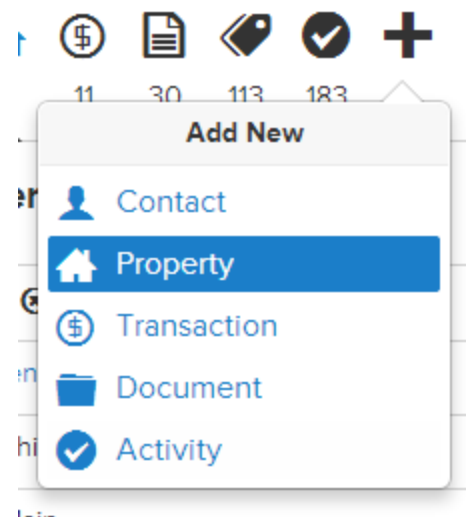 11 30 113 183
Add New
Contact
Property
Transaction
Document
Activity